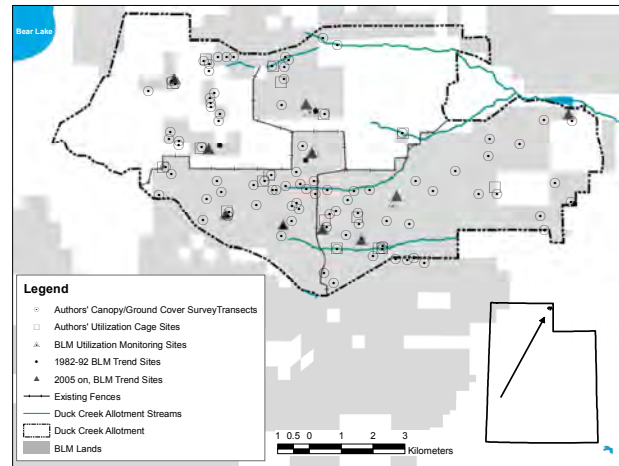 Bear Lake
Legend
Authors' Canopy/Ground Cover SurveyTransects
Authors' Utilization Cage Sites
BLM Utilization Monitoring Sites
1982-92 BLM Trend Sites
2005 on, BLM Trend Sites
Existing Fences
Duck Creek Allotment Streams
Duck Creek Allotment
BLM Lands
1 0.5 0 1 2 3
Kilometers